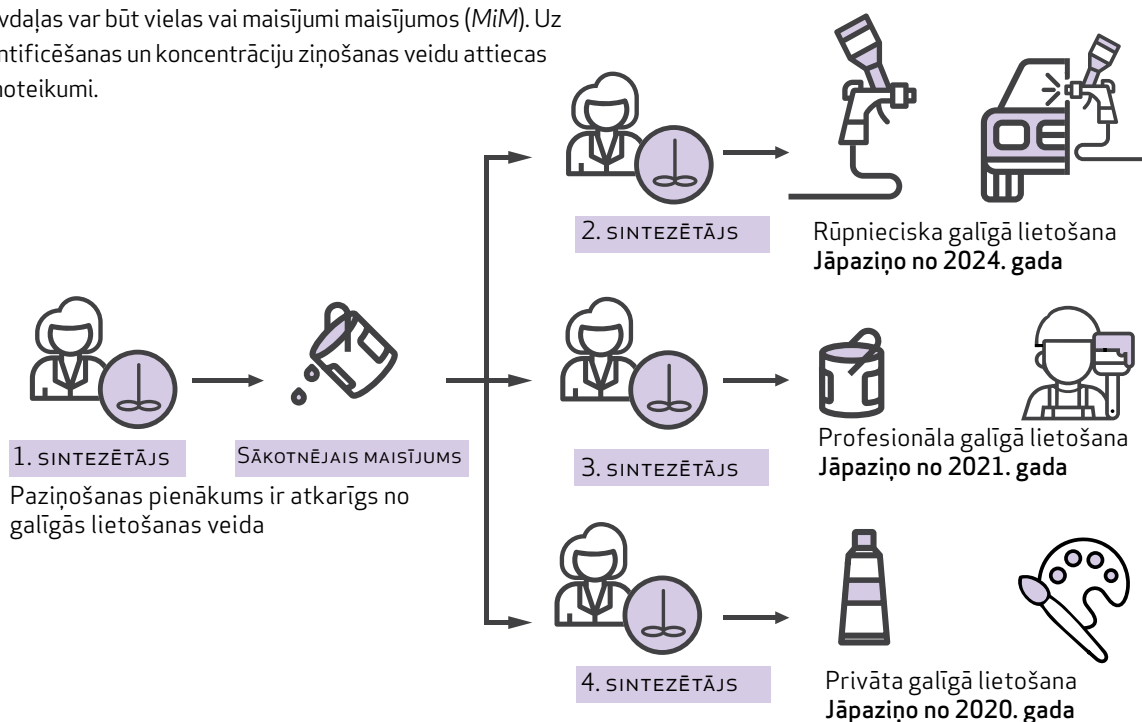 vdaļas var būt vielas vai maisījumi maisījumos (MiM). Uz
ntificēšanas un koncentrāciju ziņošanas veidu attiecas
noteikumi.
2. SINTEZĒTĀJS
Rūpnieciska galīgā lietošana
Jāpaziņo no 2024. gada
1. SINTEZĒTĀJS
SĀKOTNĒJAIS MAISĪJUMS
Paziņošanas pienākums ir atkarīgs no
galīgās lietošanas veida
3. SINTEZĒTĀJS
Profesionāla galīgā lietošana
Jāpaziņo no 2021. gada
4. SINTEZĒTĀJS
Privāta galīgā lietošana
Jāpaziņo no 2020. gada